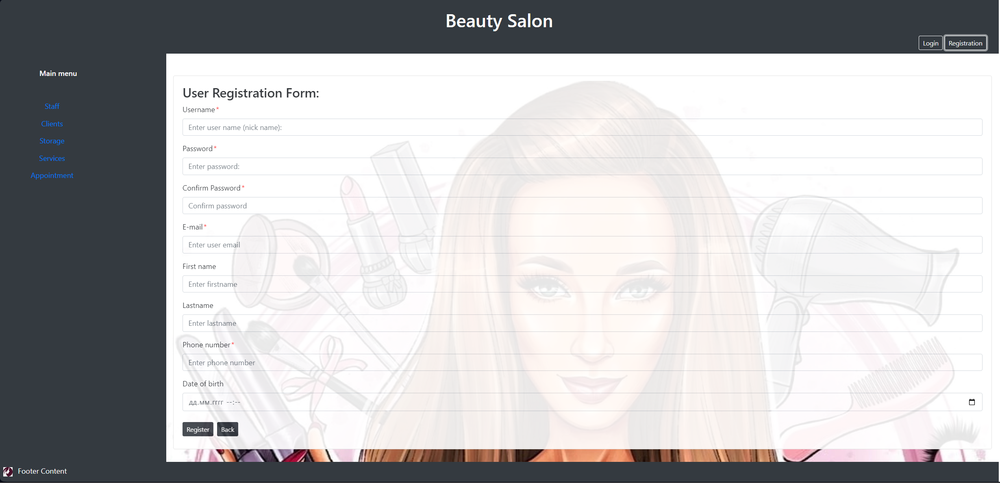 Beauty Salon
Login Registration
Main menu
Staff
Clients
Storage
Services
Appointment
User Registration Form:
Username*
Enter user name (nick name):
Password*
Enter password:
Confirm Password*
Confirm password
E-mail*
Enter user email
First name
Enter firstname
Lastname
Enter lastname
Phone number*
Enter phone number
Date of birth
дд.мм.гггг --:--
Register Back
Footer Content